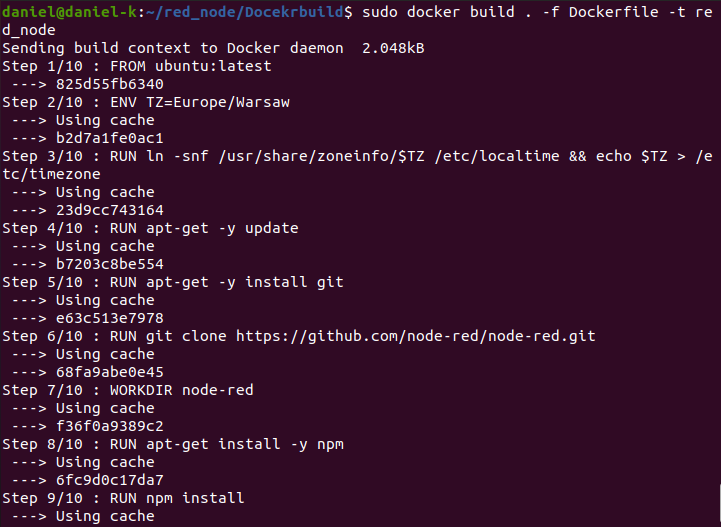 daniel@daniel-k:~/red_node/Docekrbuild$ sudo docker build . -f Dockerfile -t re
d_node
Sending build context to Docker daemon  2.048kB
Step 1/10 : FROM ubuntu:latest
 ---> 825d55fb6340
Step 2/10 : ENV TZ=Europe/Warsaw
 ---> Using cache
 ---> b2d7a1fe0ac1
Step 3/10 : RUN ln -snf /usr/share/zoneinfo/$TZ /etc/localtime && echo $TZ > /e
tc/timezone
 ---> Using cache
 ---> 23d9cc743164
Step 4/10 : RUN apt-get -y update
 ---> Using cache
 ---> b7203c8be554
Step 5/10 : RUN apt-get -y install git
 ---> Using cache
 ---> e63c513e7978
Step 6/10 : RUN git clone https://github.com/node-red/node-red.git
 ---> Using cache
 ---> 68fa9abe0e45
Step 7/10 : WORKDIR node-red
 ---> Using cache
 ---> f36f0a9389c2
Step 8/10 : RUN apt-get install -y npm
 ---> Using cache
 ---> 6fc9d0c17da7
Step 9/10 : RUN npm install
 ---> Using cache